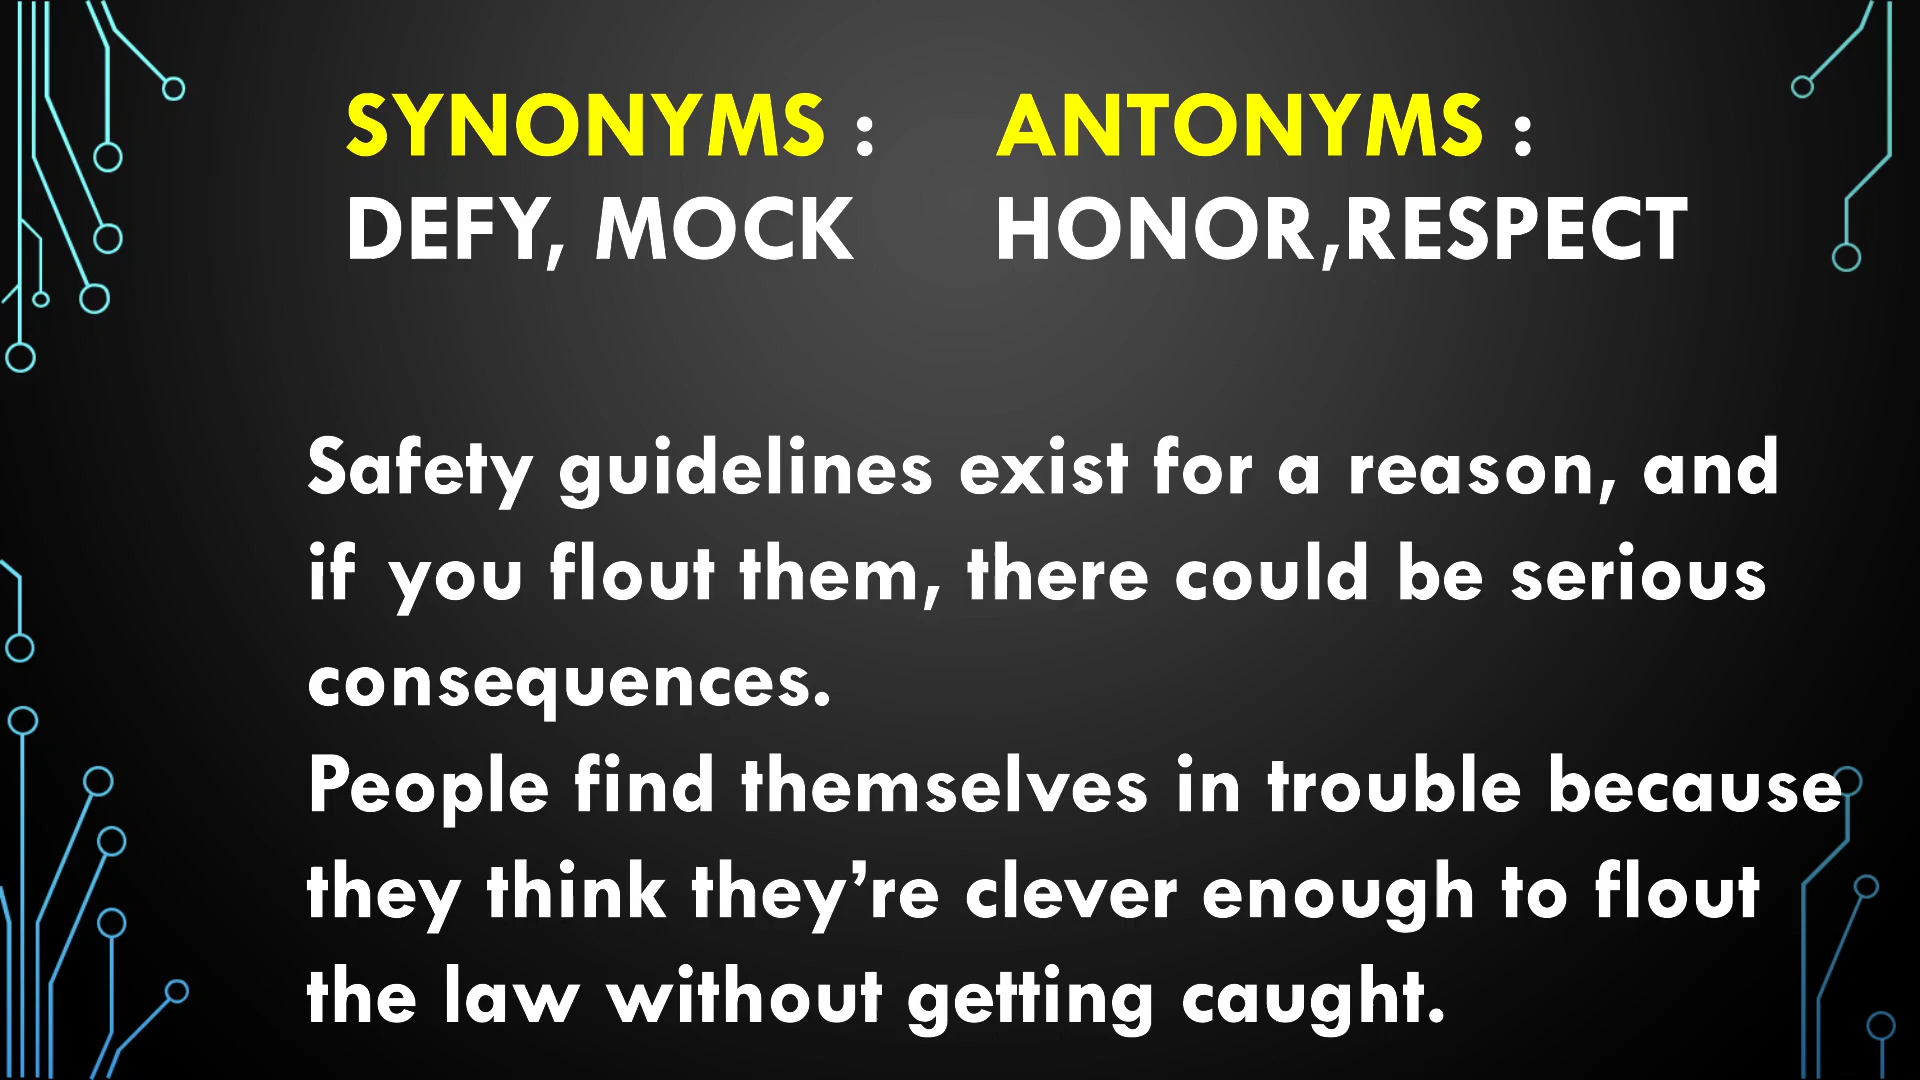 SYNONYMS :
DEFY, MOCK
ANTONYMS :
HONOR,RESPECT
Safety guidelines exist for a reason, and
if you flout them, there could be serious
consequences.
People find themselves in trouble because
they think they’re clever enough to flout
the law without getting caught.